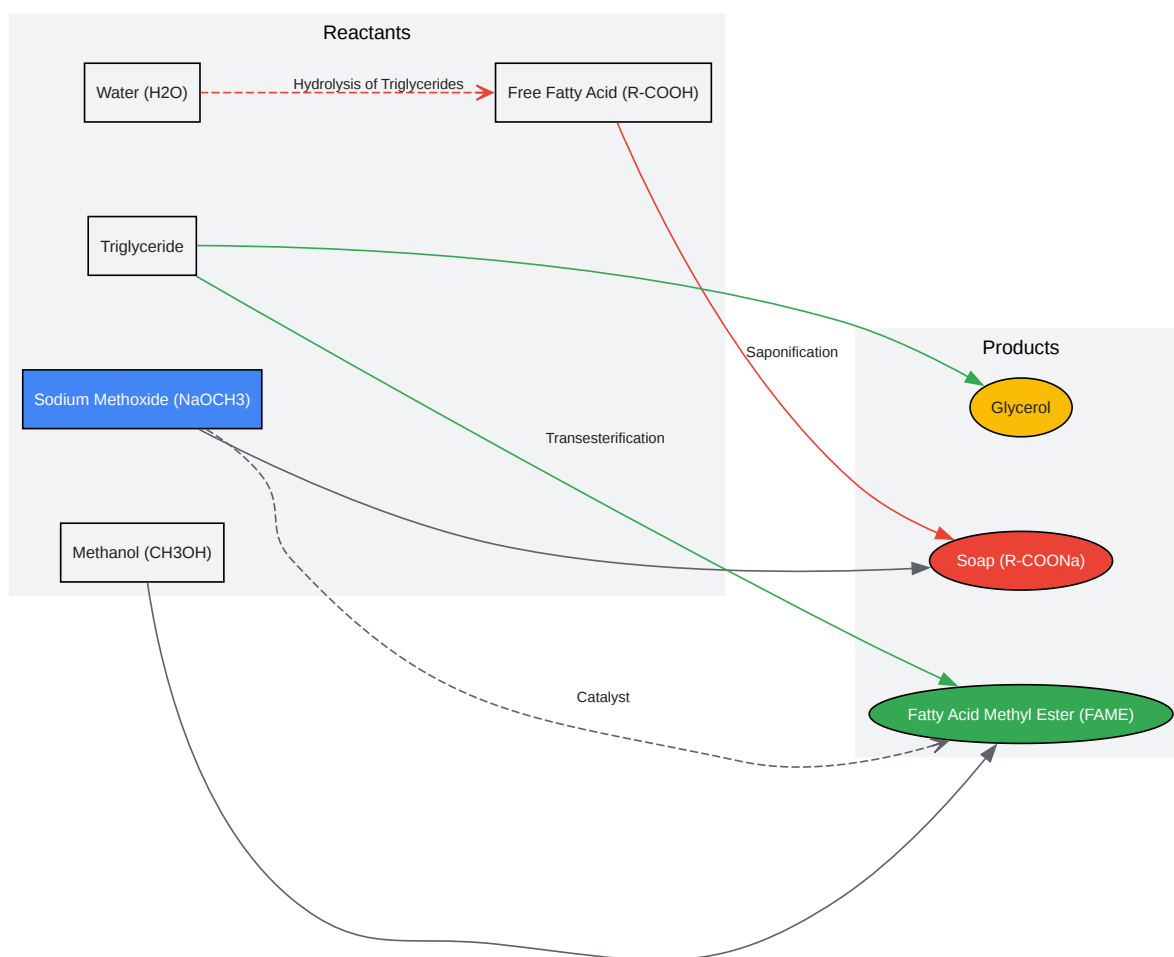 Reactants
Water (H2O)
Hydrolysis of Triglycerides
Free Fatty Acid (R-COOH)
Triglyceride
Saponification
Products
Sodium Methoxide (NaOCH3)
Glycerol
Transesterification
Methanol (CH3OH)
Soap (R-COONa)
Catalyst
Fatty Acid Methyl Ester (FAME)